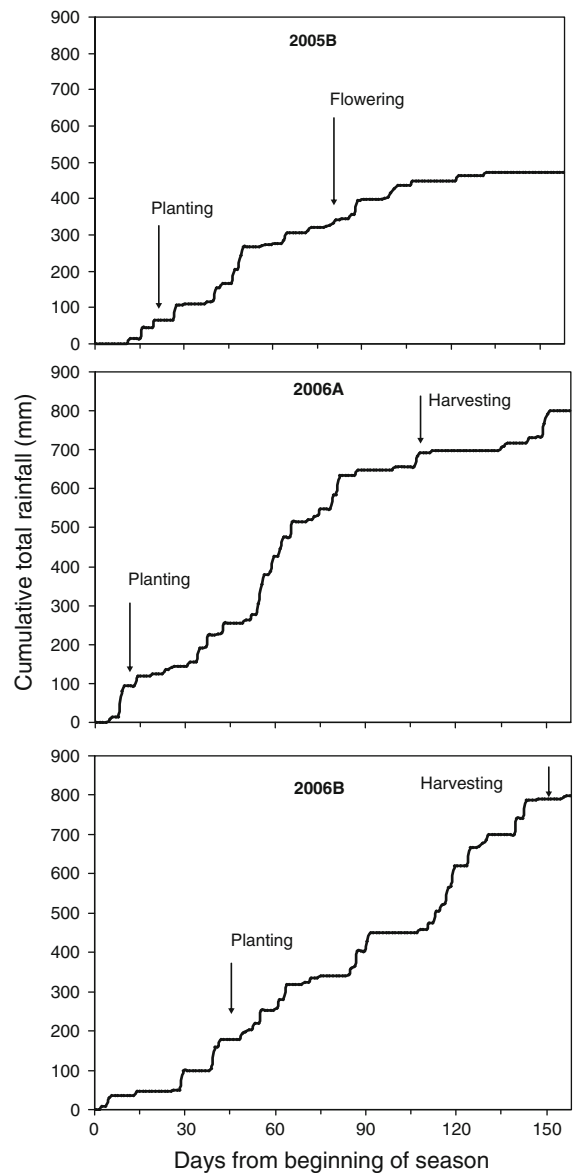 900
2005B
800
700
Flowering
600
500
Planting
400
300
200
100
0
Cumulative total rainfall (mm)
900
2006A
Harvesting
800
700
600
500
Planting
400
300
200
100
0
900
2006B
Harvesting
800
700
600
500
Planting
400
300
200
100
0
0 30 60 90 120 150
Days from beginning of season